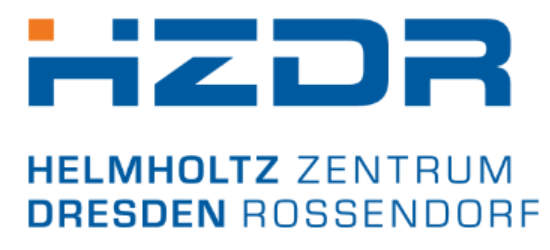 HZDR
HELMHOLTZ ZENTRUM
DRESDEN ROSSENDORF